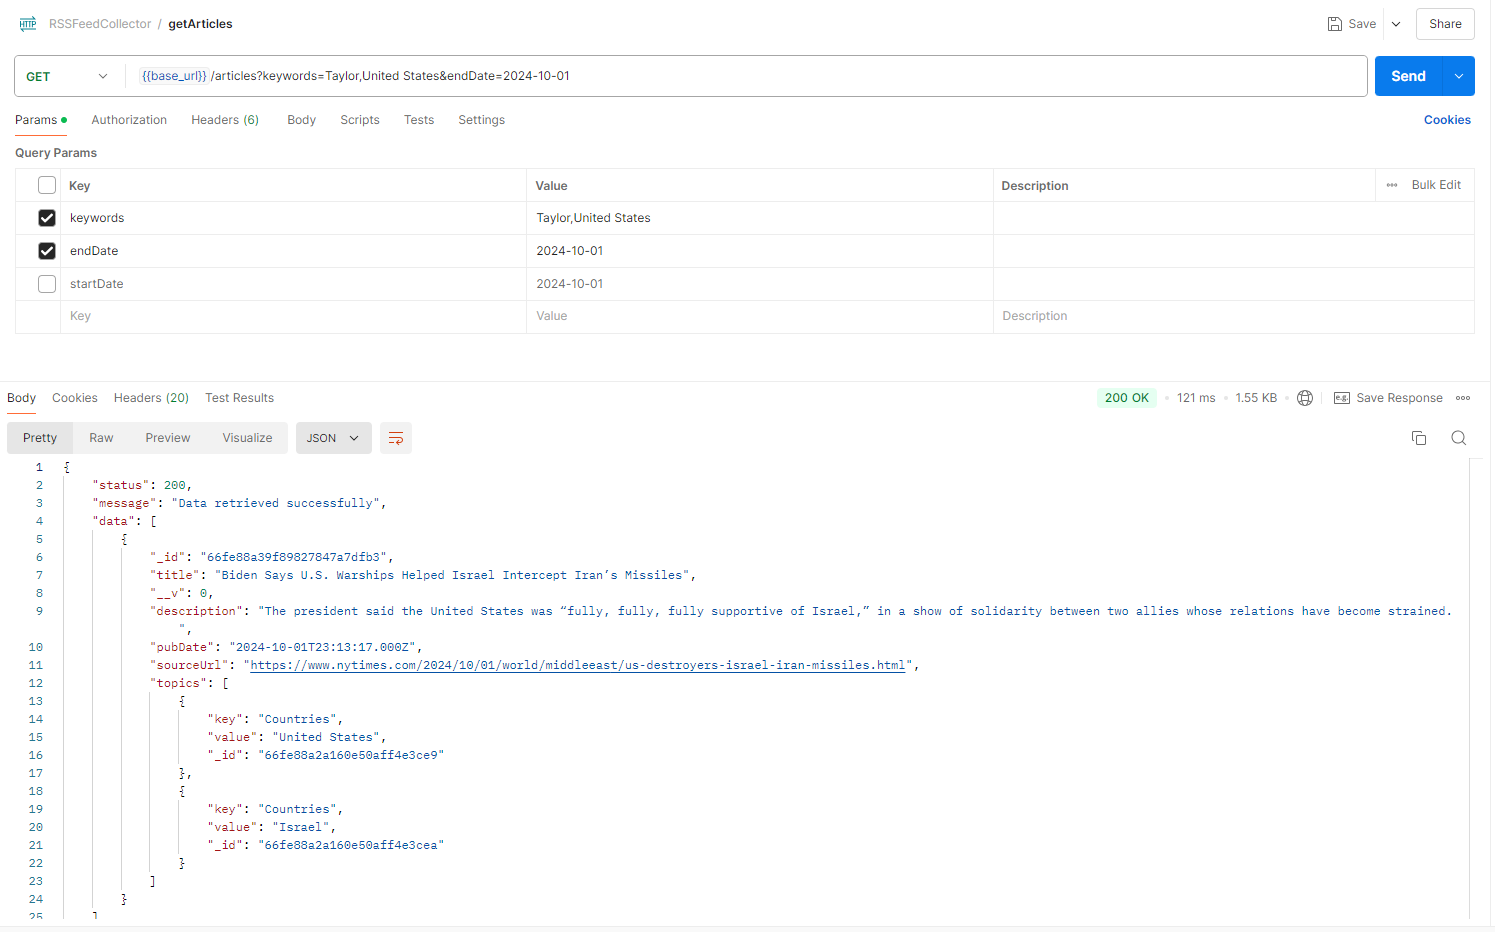 HTTP RSSFeedCollector / getArticles Save Share
GET {{base_url}} /articles?keywords=Taylor,United States&endDate=2024-10-01 Send
Params Authorization Headers (6) Body Scripts Tests Settings Cookies
Query Params
Key Value Description Bulk Edit
keywords Taylor,United States
endDate 2024-10-01
startDate 2024-10-01
Key Value Description
Body Cookies Headers (20) Test Results 200 OK 121 ms 1.55 KB e.g. Save Response
Pretty Raw Preview Visualize JSON
1 {
2 "status": 200,
3 "message": "Data retrieved successfully",
4 "data": [
5 {
6 "_id": "66fe88a39f89827847a7dfb3",
7 "title": "Biden Says U.S. Warships Helped Israel Intercept Iran’s Missiles",
8 "__v": 0,
9 "description": "The president said the United States was “fully, fully, fully supportive of Israel,” in a show of solidarity between two allies whose relations have become strained.
",
10 "pubDate": "2024-10-01T23:13:17.000Z",
11 "sourceUrl": "https://www.nytimes.com/2024/10/01/world/middleeast/us-destroyers-israel-iran-missiles.html",
12 "topics": [
13 {
14 "key": "Countries",
15 "value": "United States",
16 "_id": "66fe88a2a160e50aff4e3ce9"
17 },
18 {
19 "key": "Countries",
20 "value": "Israel",
21 "_id": "66fe88a2a160e50aff4e3cea"
22 }
23 ]
24 }
25 ]